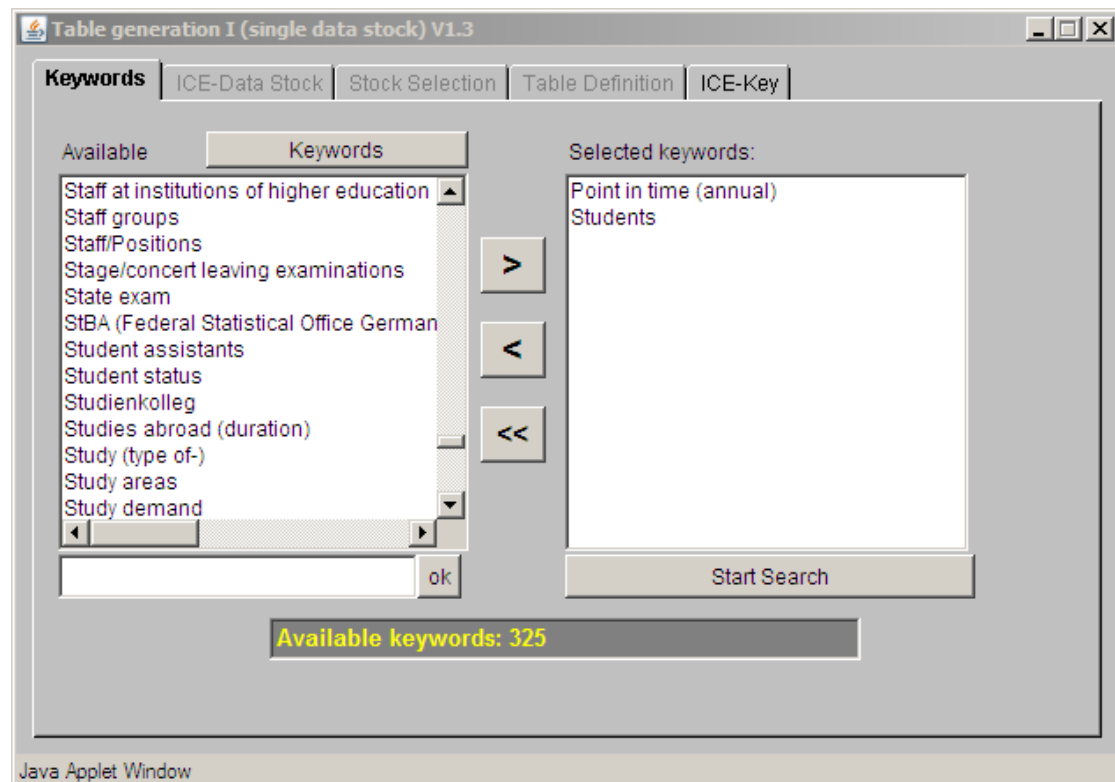 Table generation I (single data stock) V1.3
Keywords ICE-Data Stock Stock Selection Table Definition ICE-Key
Available Keywords
Staff at institutions of higher education
Staff groups
Staff/Positions
Stage/concert leaving examinations
State exam
StBA (Federal Statistical Office German
Student assistants
Student status
Studienkolleg
Studies abroad (duration)
Study (type of-)
Study areas
Study demand
ok
>
<
<<
Selected keywords:
Point in time (annual)
Students
Start Search
Available keywords: 325
Java Applet Window